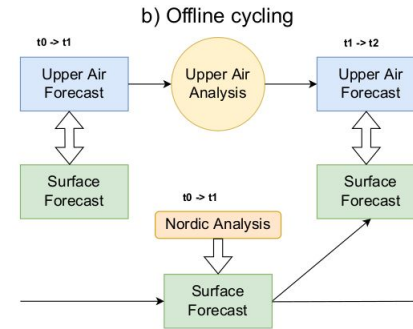 b) Offline cycling
t0 -> t1
t1 -> t2
Upper Air
Forecast
Upper Air
Analysis
Upper Air
Forecast
Surface
Forecast
Surface
Forecast
t0 -> t1
Nordic Analysis
Surface
Forecast